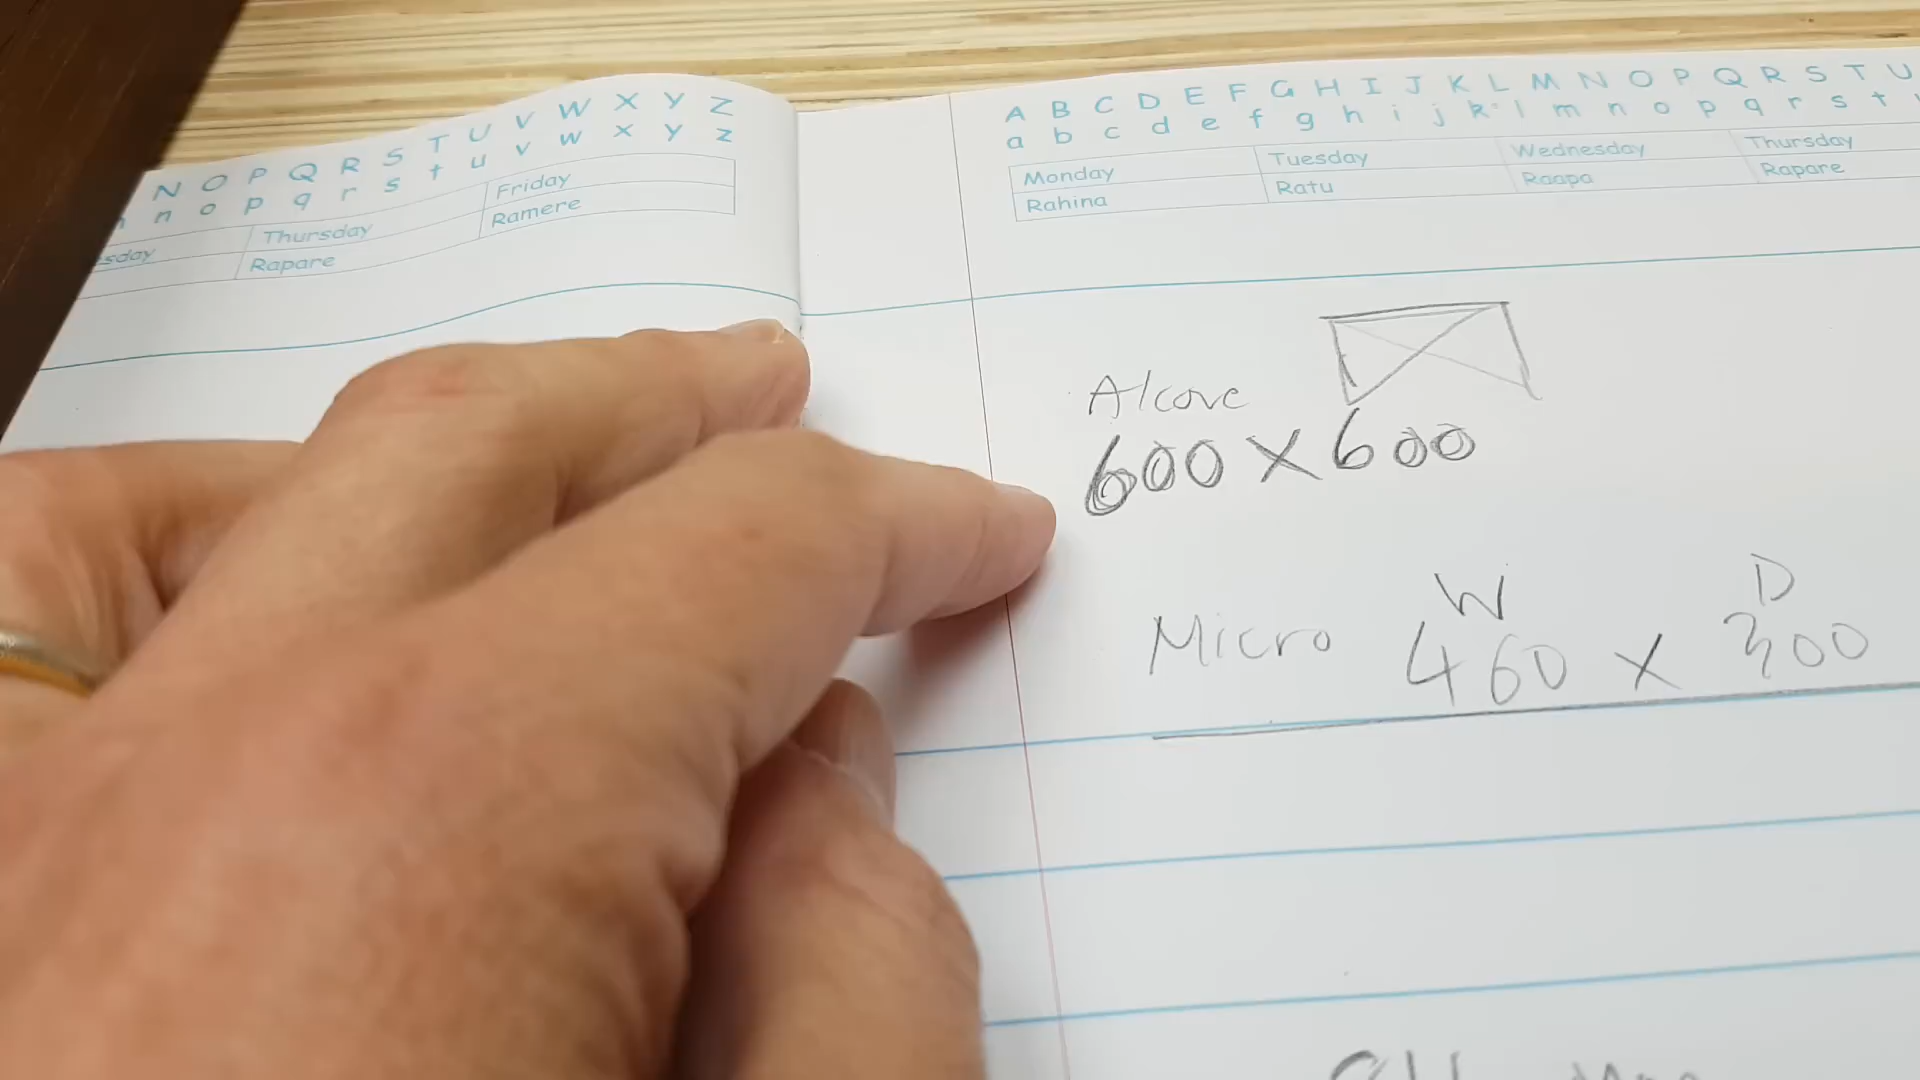 N O P Q R S T U V W X Y Z
n o p q r s t u v w x y z
Thursday Friday
Rapare Ramere
A B C D E F G H I J K L M N O P Q R S T U
a b c d e f g h i j k l m n o p q r s t
Monday Tuesday Wednesday Thursday
Rahina Ratu Raapa Rapare
Alcove
600 X 600
W D
Micro 460 X 300